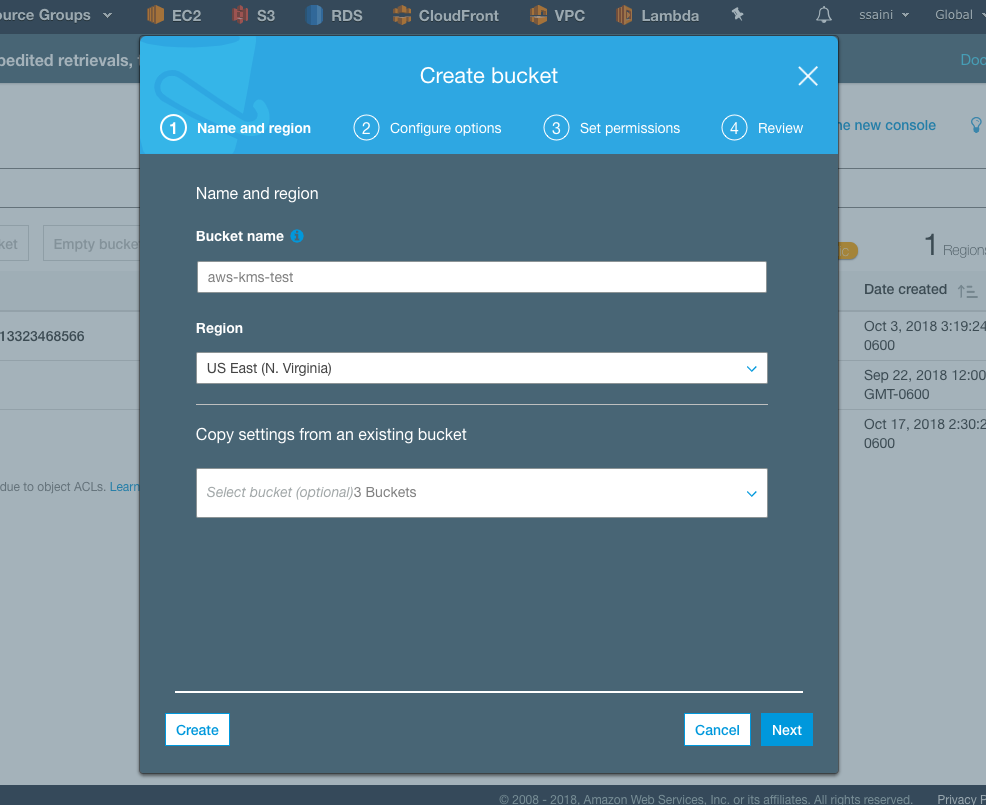 ource Groups EC2 S3 RDS CloudFront VPC Lambda ssaini Global
pedited retrievals, Doc
Create bucket
1 Name and region 2 Configure options 3 Set permissions 4 Review
he new console
Name and region
Bucket name
ket Empty bucke
ic 1 Regions
aws-kms-test
Date created
Region
13323468566
Oct 3, 2018 3:19:24
0600
US East (N. Virginia)
Sep 22, 2018 12:00
GMT-0600
Copy settings from an existing bucket
Oct 17, 2018 2:30:2
0600
due to object ACLs. Learn
Select bucket (optional)3 Buckets
Create Cancel Next
© 2008 - 2018, Amazon Web Services, Inc. or its affiliates. All rights reserved. Privacy P